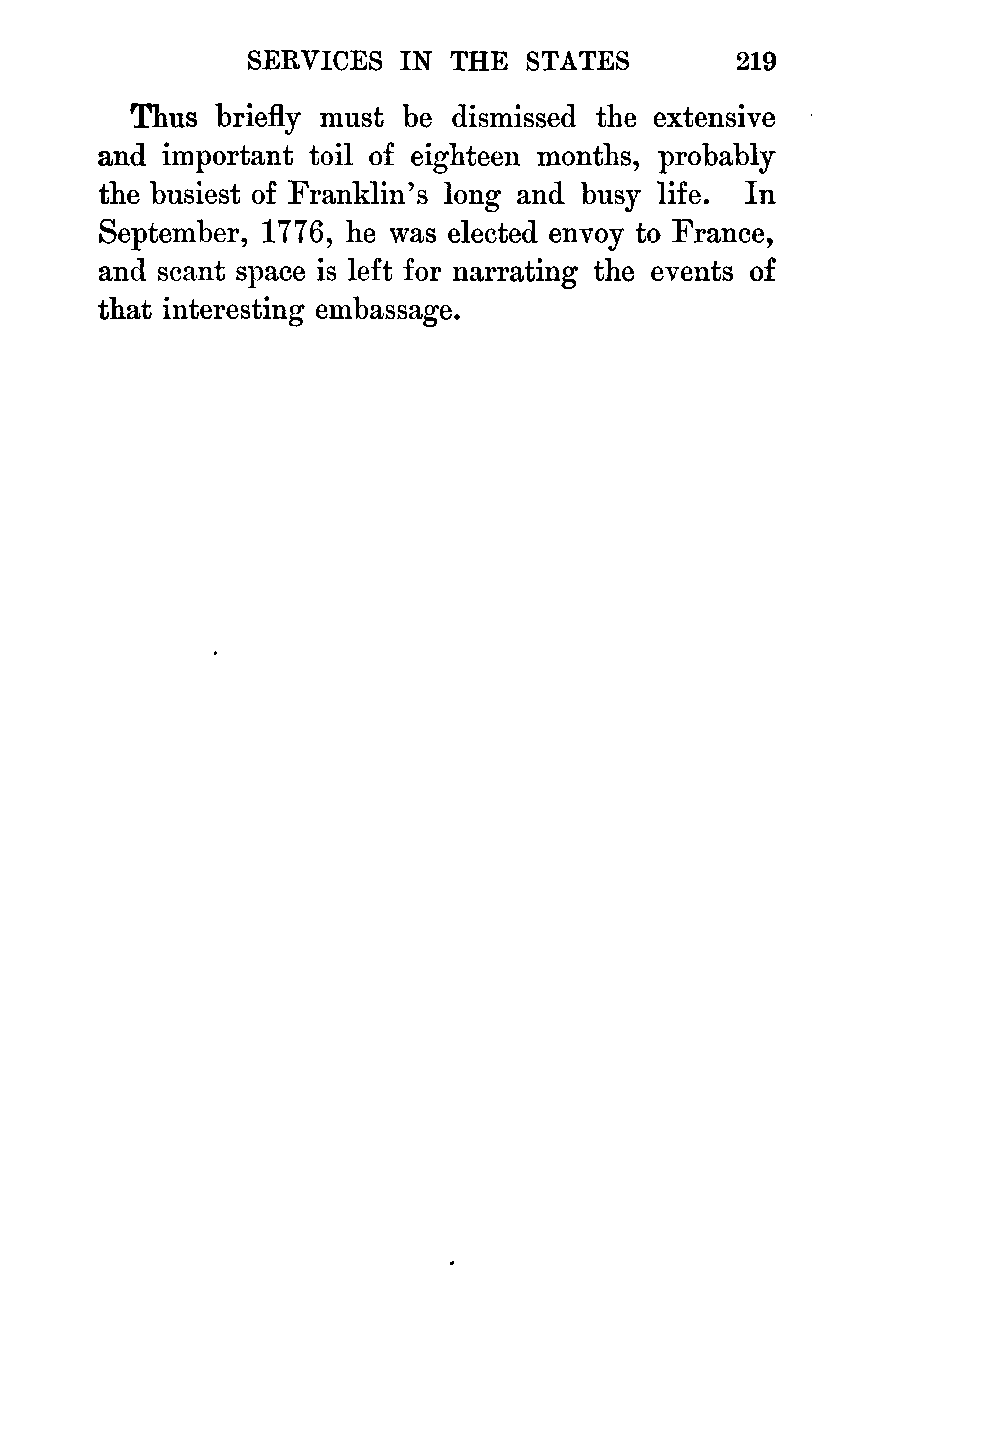 SERVICES IN THE STATES 219
Thus briefly must be dismissed the extensive
and important toil of eighteen months, probably
the busiest of Franklin's long and busy life. In
September, 1776, he was elected envoy to France,
and scant space is left for narrating the events of
that interesting embassage.